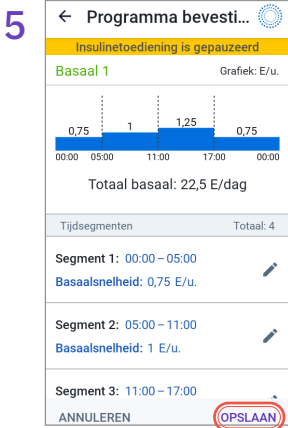 5
Programma bevesti...
Insulinetoediening is gepauzeerd
Basaal 1 Grafiek: E/u.
0,75 1 1,25 0,75
00:00 05:00 11:00 17:00 00:00
Totaal basaal: 22,5 E/dag
Tijdsegmenten Totaal: 4
Segment 1: 00:00 – 05:00
Basaalsnelheid: 0,75 E/u.
Segment 2: 05:00 – 11:00
Basaalsnelheid: 1 E/u.
Segment 3: 11:00 – 17:00
ANNULEREN OPSLAAN